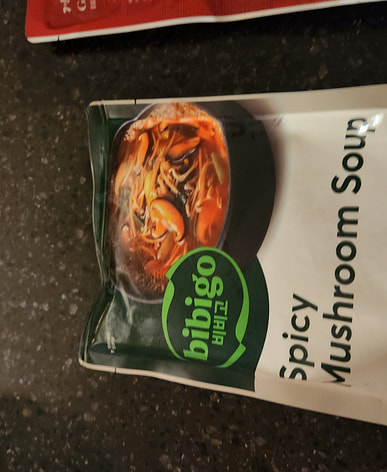 bibigo
비비고
Spicy
Mushroom Soup